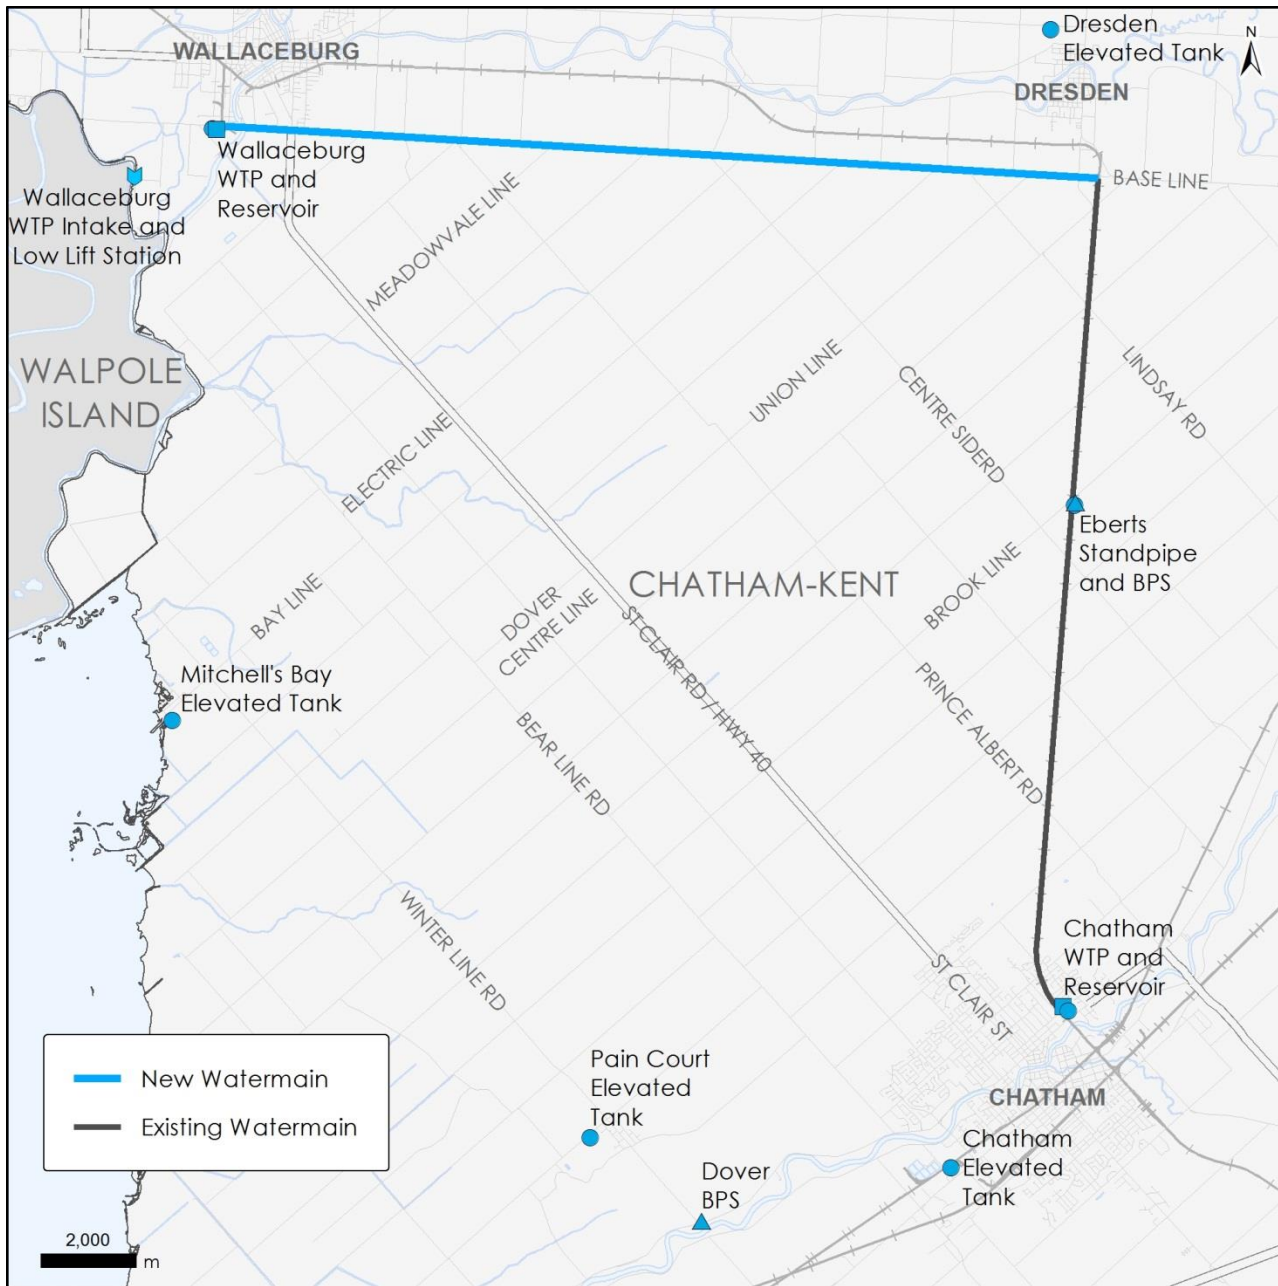 Dresden
Elevated Tank
N
WALLACEBURG
DRESDEN
Wallaceburg
WTP and
Reservoir
BASE LINE
Wallaceburg
WTP Intake and
Low Lift Station
MEADOWVALE LINE
WALPOLE
ISLAND
UNION LINE
CENTRE SIDERD
LINDSAY RD
ELECTRIC LINE
Eberts
Standpipe
and BPS
BAY LINE
DOVER
CENTRE LINE
CHATHAM-KENT
BROOK LINE
ST CLAIR RD / HWY 40
Mitchell's Bay
Elevated Tank
BEAR LINE RD
PRINCE ALBERT RD
WINTER LINE RD
ST CLAIR ST
Chatham
WTP and
Reservoir
New Watermain
Existing Watermain
Pain Court
Elevated
Tank
CHATHAM
Chatham
Elevated
Tank
Dover
BPS
2,000
m